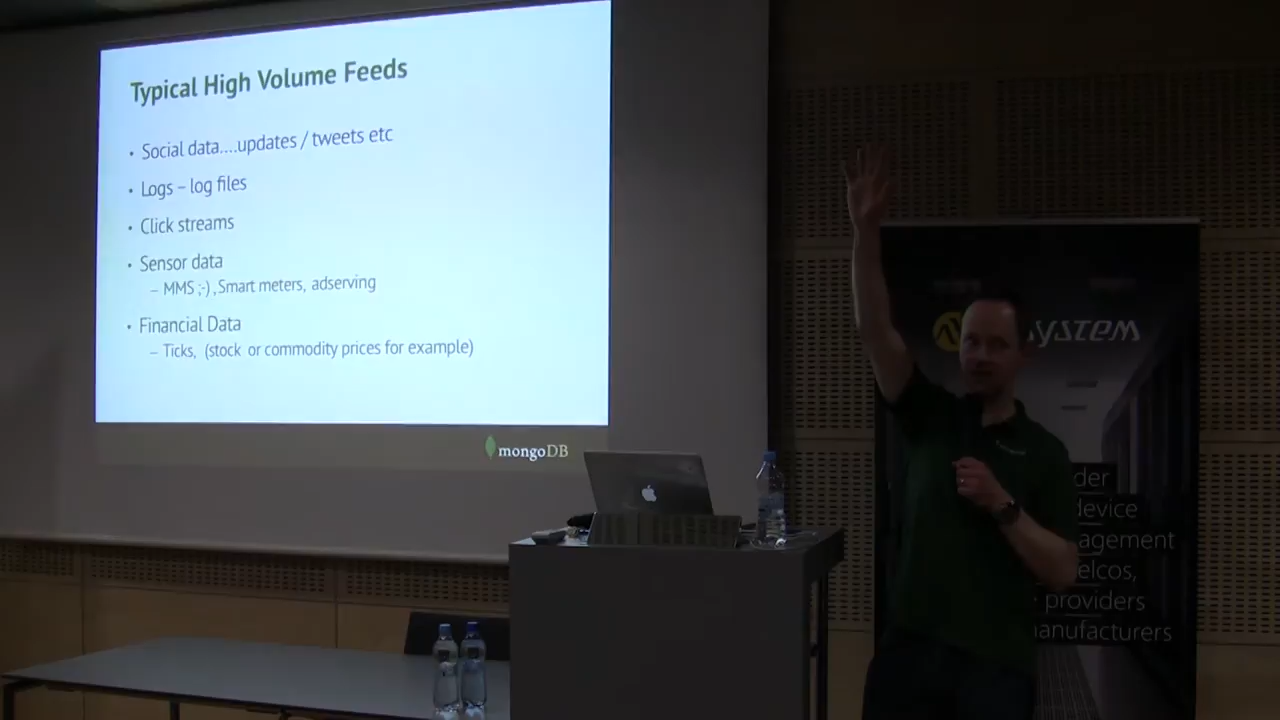 Typical High Volume Feeds
• Social data....updates / tweets etc
• Logs – log files
• Click streams
• Sensor data
– MMS ;-) ,Smart meters, adserving
• Financial Data
– Ticks, (stock or commodity prices for example)
mongoDB
system
der
device
agement
elcos,
providers
anufacturers